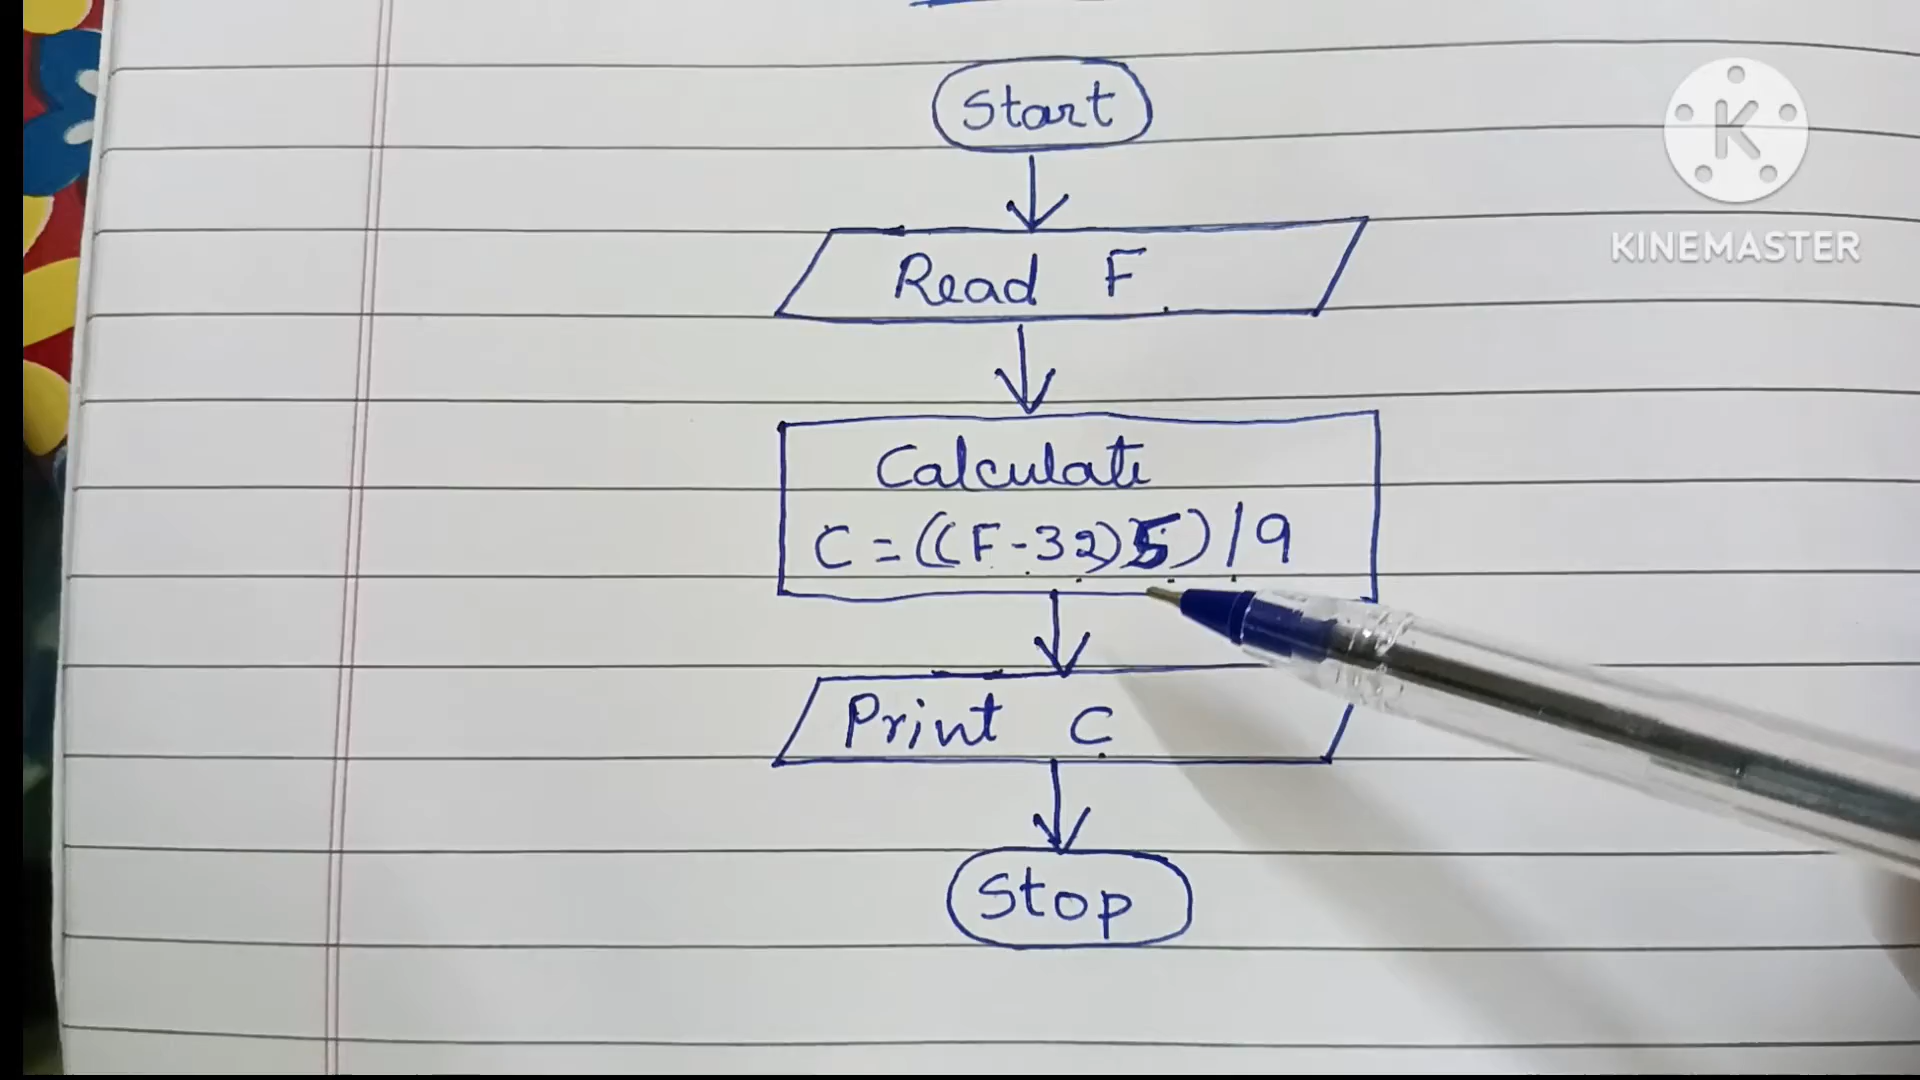 Start
Read F
Calculate
C = ((F-32)5)/9
Print C
Stop
K
KINEMASTER